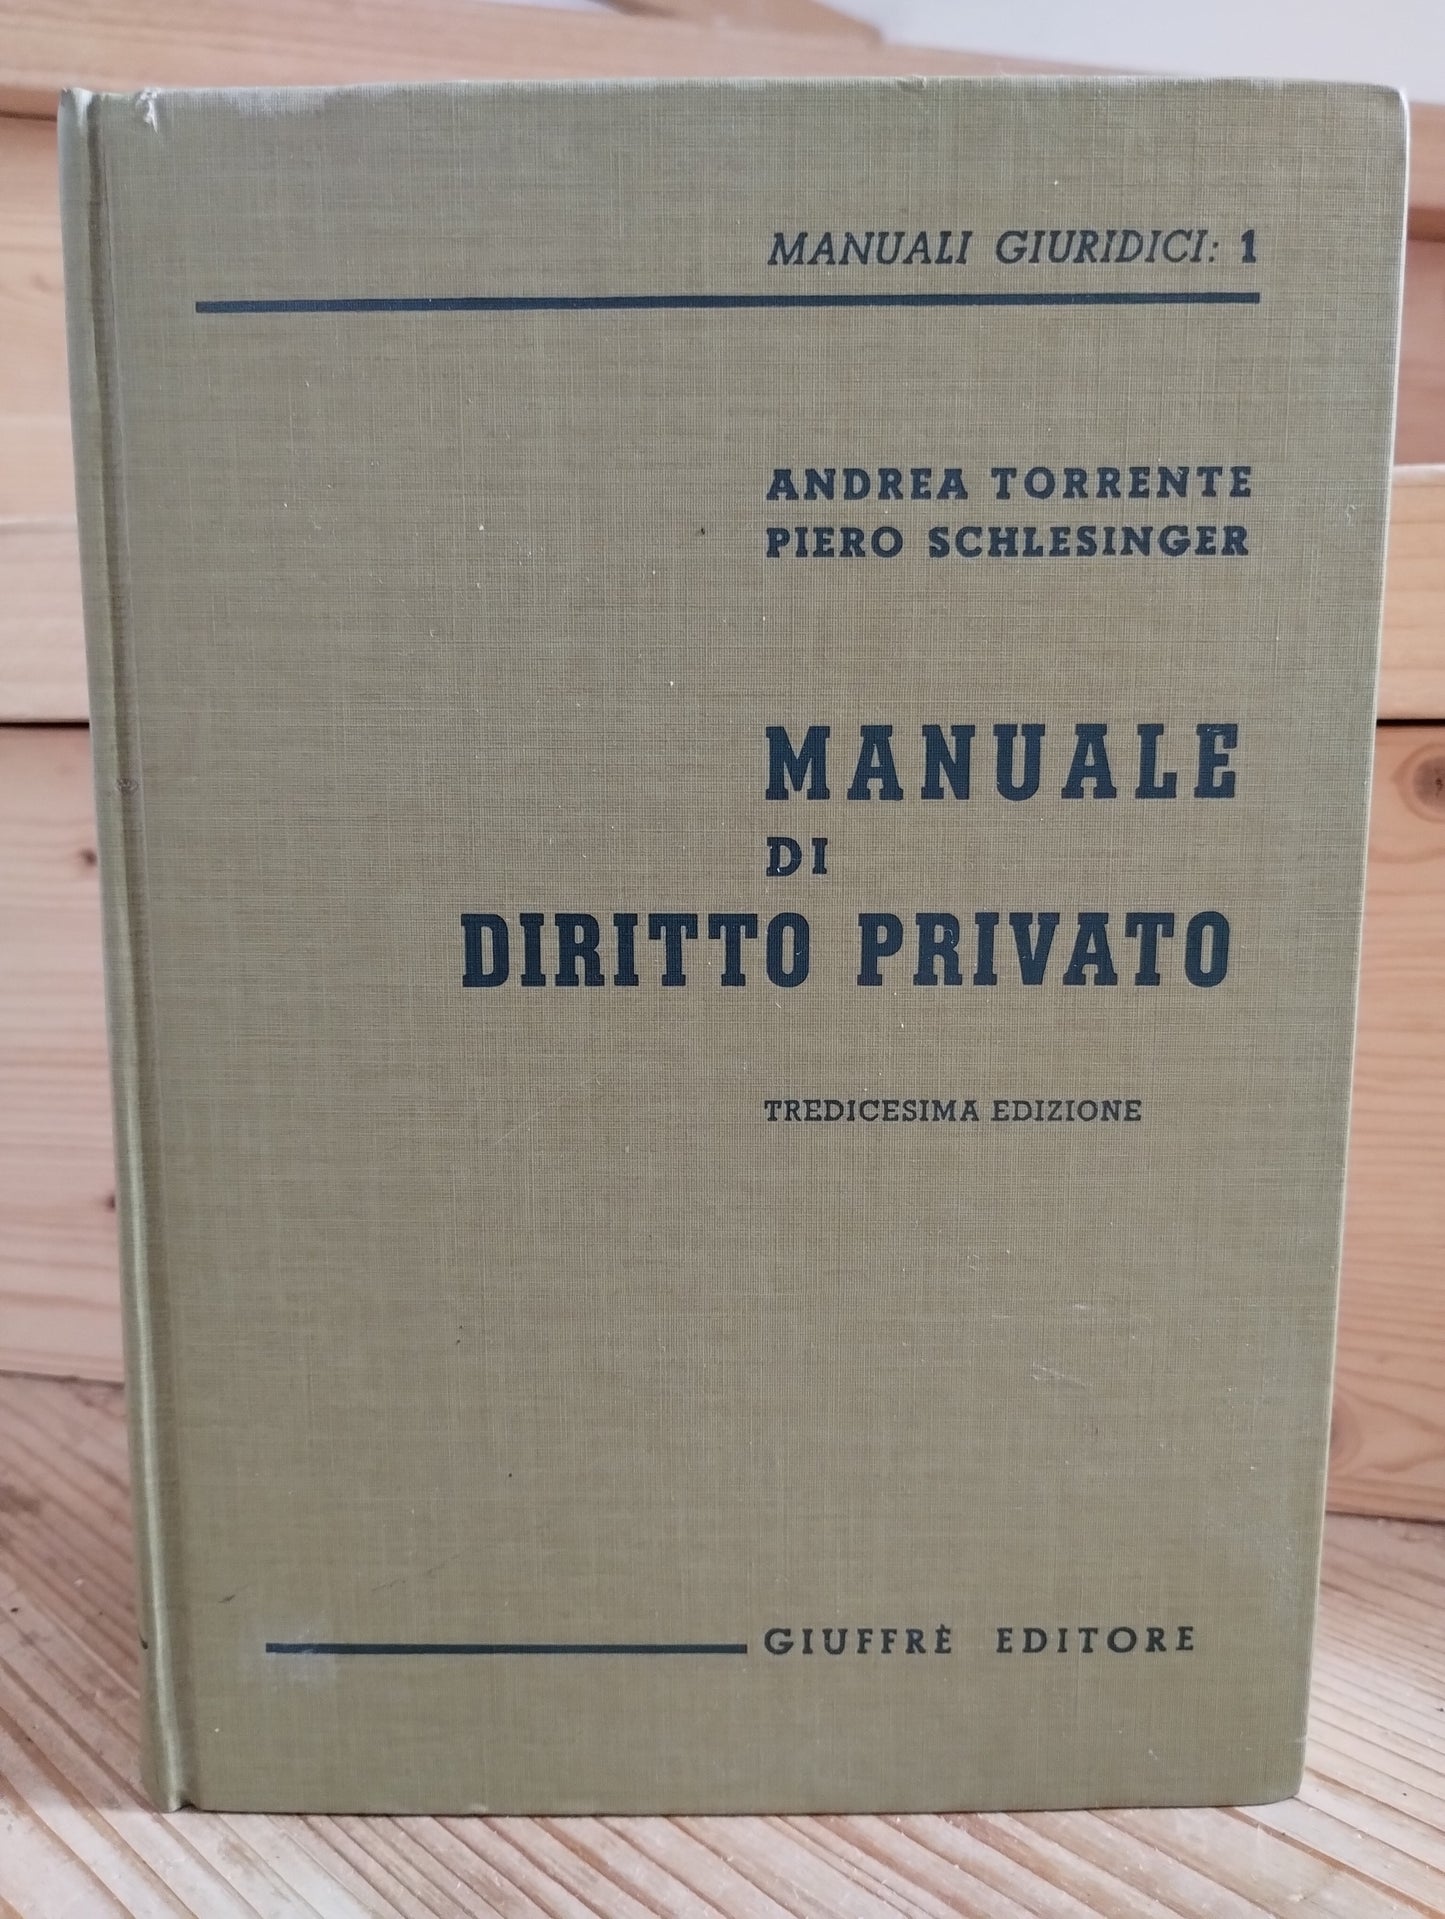 MANUALI GIURIDICI: 1
ANDREA TORRENTE
PIERO SCHLESINGER
MANUALE
DI
DIRITTO PRIVATO
TREDICESIMA EDIZIONE
GIUFFRÈ EDITORE